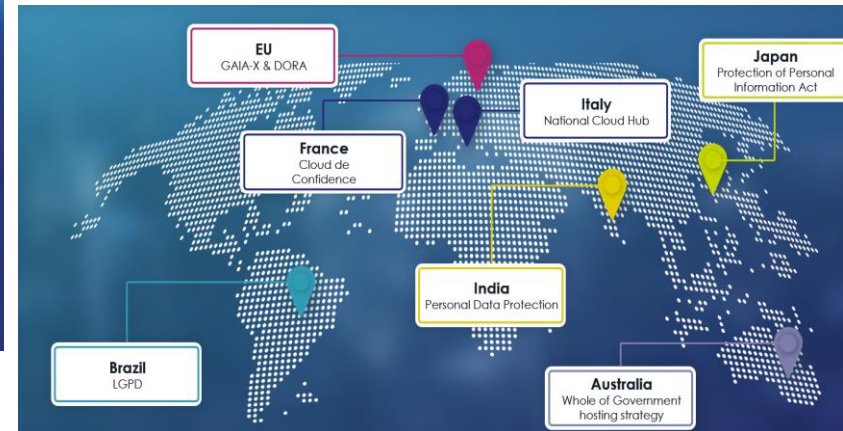 EU
GAIA-X & DORA
Japan
Protection of Personal
Information Act
Italy
National Cloud Hub
France
Cloud de
Confidence
India
Personal Data Protection
Brazil
LGPD
Australia
Whole of Government
hosting strategy